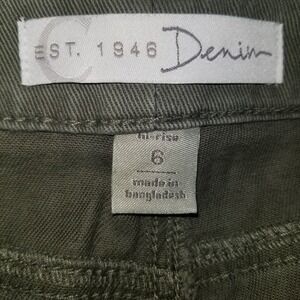 C
EST. 1946 Denim
hi-rise
6
made in
bangladesh